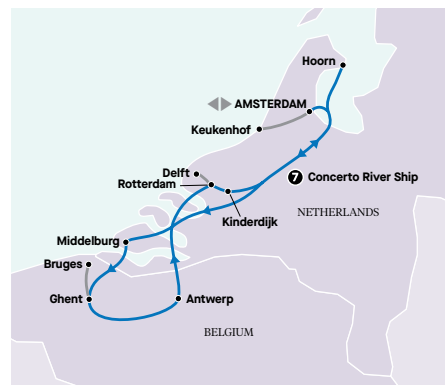 Hoorn
AMSTERDAM
Keukenhof
Delft
Rotterdam
7 Concerto River Ship
Kinderdijk
NETHERLANDS
Middelburg
Bruges
Ghent
Antwerp
BELGIUM